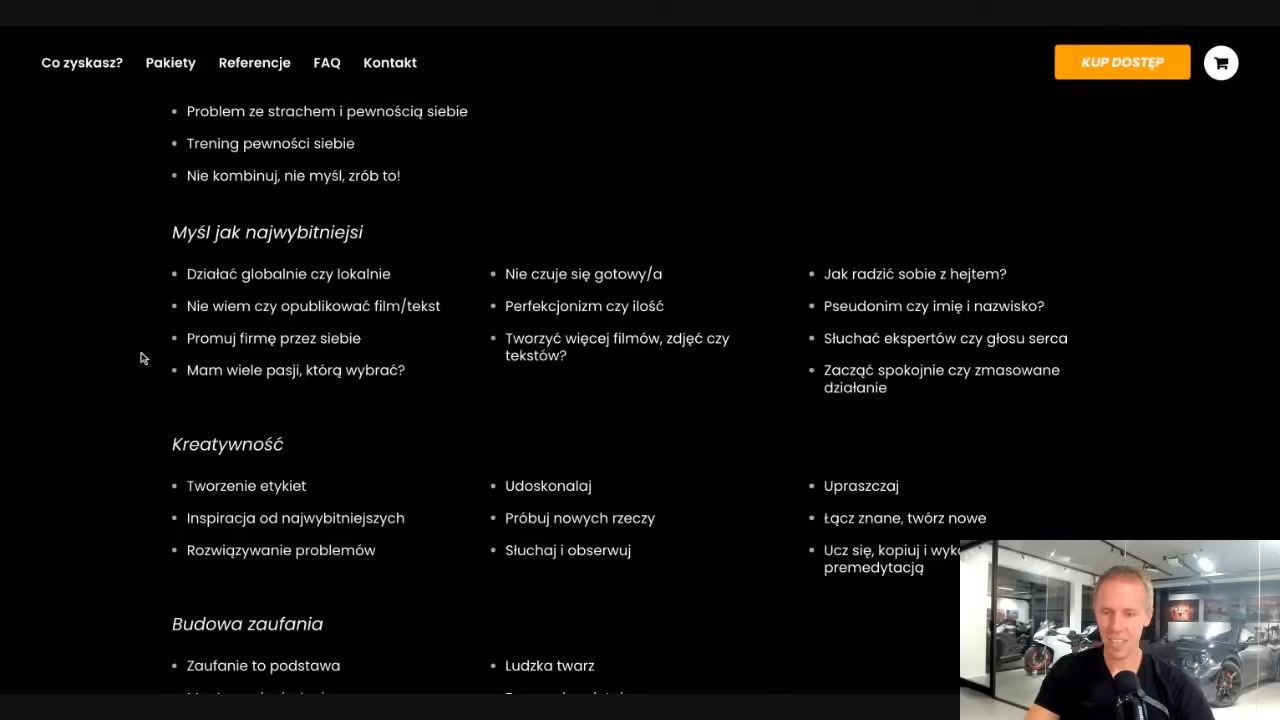 Co zyskasz? Pakiety Referencje FAQ Kontakt KUP DOSTĘP
Problem ze strachem i pewnością siebie
Trening pewności siebie
Nie kombinuj, nie myśl, zrób to!
Myśl jak najwybitniejsi
Działać globalnie czy lokalnie
Nie wiem czy opublikować film/tekst
Promuj firmę przez siebie
Mam wiele pasji, którą wybrać?
Nie czuje się gotowy/a
Perfekcjonizm czy ilość
Tworzyć więcej filmów, zdjęć czy
tekstów?
Jak radzić sobie z hejtem?
Pseudonim czy imię i nazwisko?
Słuchać ekspertów czy głosu serca
Zacząć spokojnie czy zmasowane
działanie
Kreatywność
Tworzenie etykiet
Inspiracja od najwybitniejszych
Rozwiązywanie problemów
Udoskonalaj
Próbuj nowych rzeczy
Słuchaj i obserwuj
Upraszczaj
Łącz znane, twórz nowe
Ucz się, kopiuj i
premedytacją
Budowa zaufania
Zaufanie to podstawa
Ludzka twarz